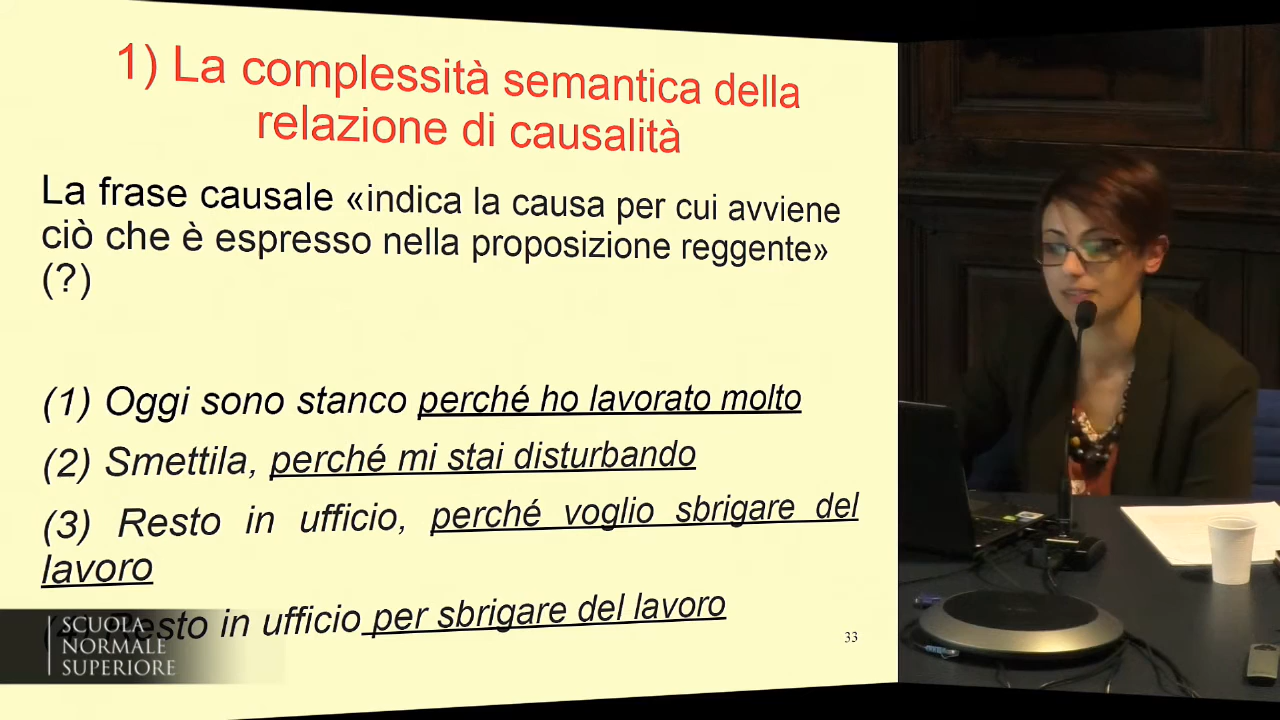 1) La complessità semantica della
relazione di causalità
La frase causale «indica la causa per cui avviene
ciò che è espresso nella proposizione reggente»
(?)
(1) Oggi sono stanco perché ho lavorato molto
(2) Smettila, perché mi stai disturbando
(3) Resto in ufficio, perché voglio sbrigare del
lavoro
(4) Resto in ufficio per sbrigare del lavoro
33
SCUOLA
NORMALE
SUPERIORE